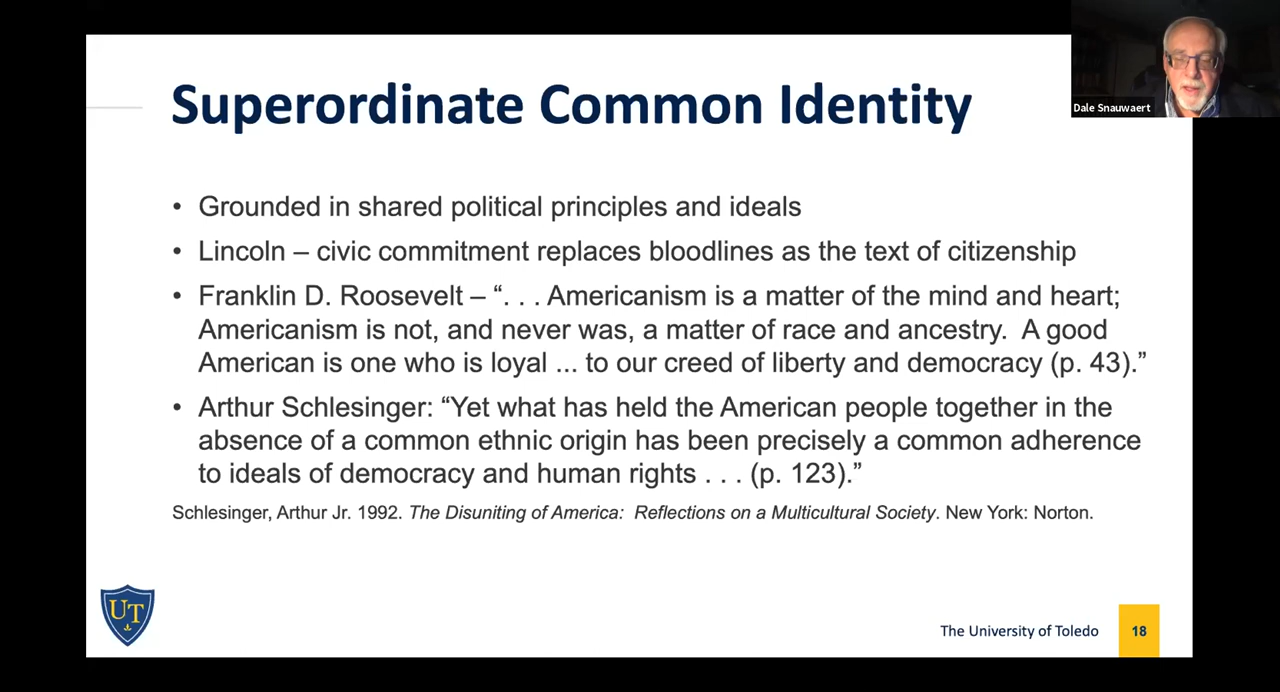 Superordinate Common Identity
Dale Snauwaert
• Grounded in shared political principles and ideals
• Lincoln – civic commitment replaces bloodlines as the text of citizenship
• Franklin D. Roosevelt – “. . . Americanism is a matter of the mind and heart;
Americanism is not, and never was, a matter of race and ancestry.  A good
American is one who is loyal ... to our creed of liberty and democracy (p. 43).”
• Arthur Schlesinger: “Yet what has held the American people together in the
absence of a common ethnic origin has been precisely a common adherence
to ideals of democracy and human rights . . . (p. 123).”
Schlesinger, Arthur Jr. 1992. The Disuniting of America:  Reflections on a Multicultural Society. New York: Norton.
UT
The University of Toledo
18